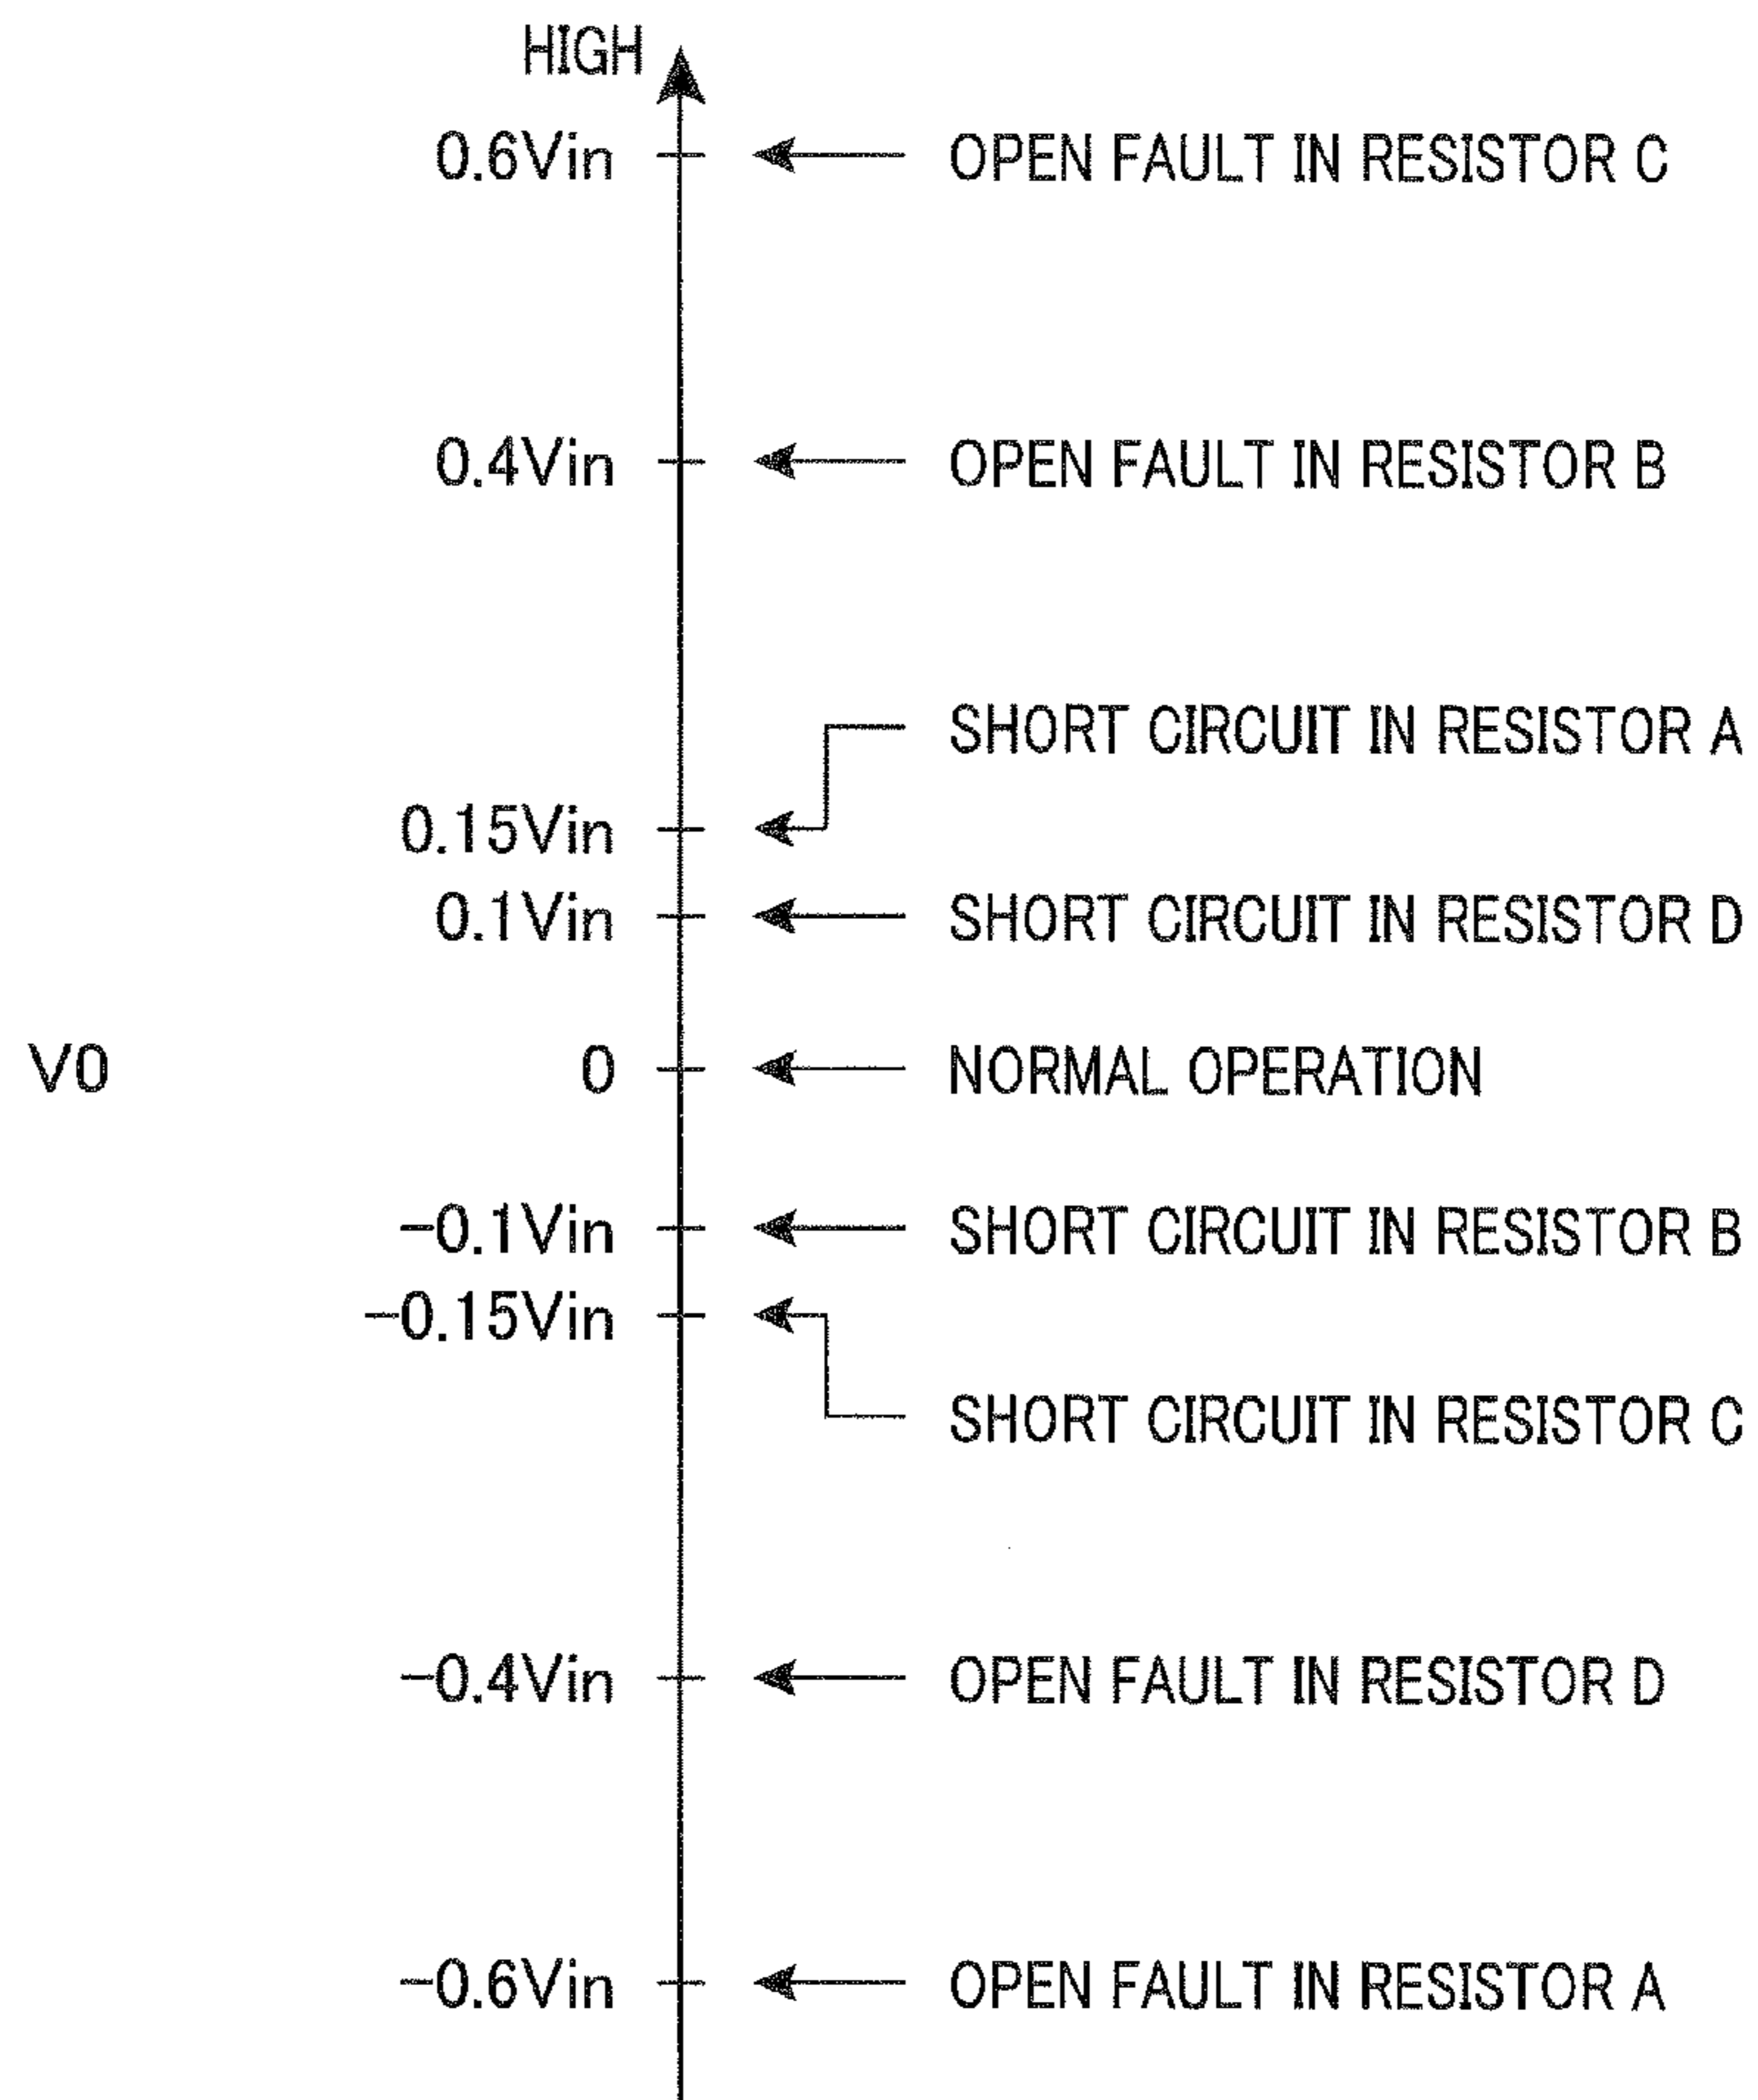 HIGH
0.6Vin OPEN FAULT IN RESISTOR C
0.4Vin OPEN FAULT IN RESISTOR B
SHORT CIRCUIT IN RESISTOR A
0.15Vin
0.1Vin SHORT CIRCUIT IN RESISTOR D
V0 0 NORMAL OPERATION
-0.1Vin SHORT CIRCUIT IN RESISTOR B
-0.15Vin
SHORT CIRCUIT IN RESISTOR C
-0.4Vin OPEN FAULT IN RESISTOR D
-0.6Vin OPEN FAULT IN RESISTOR A